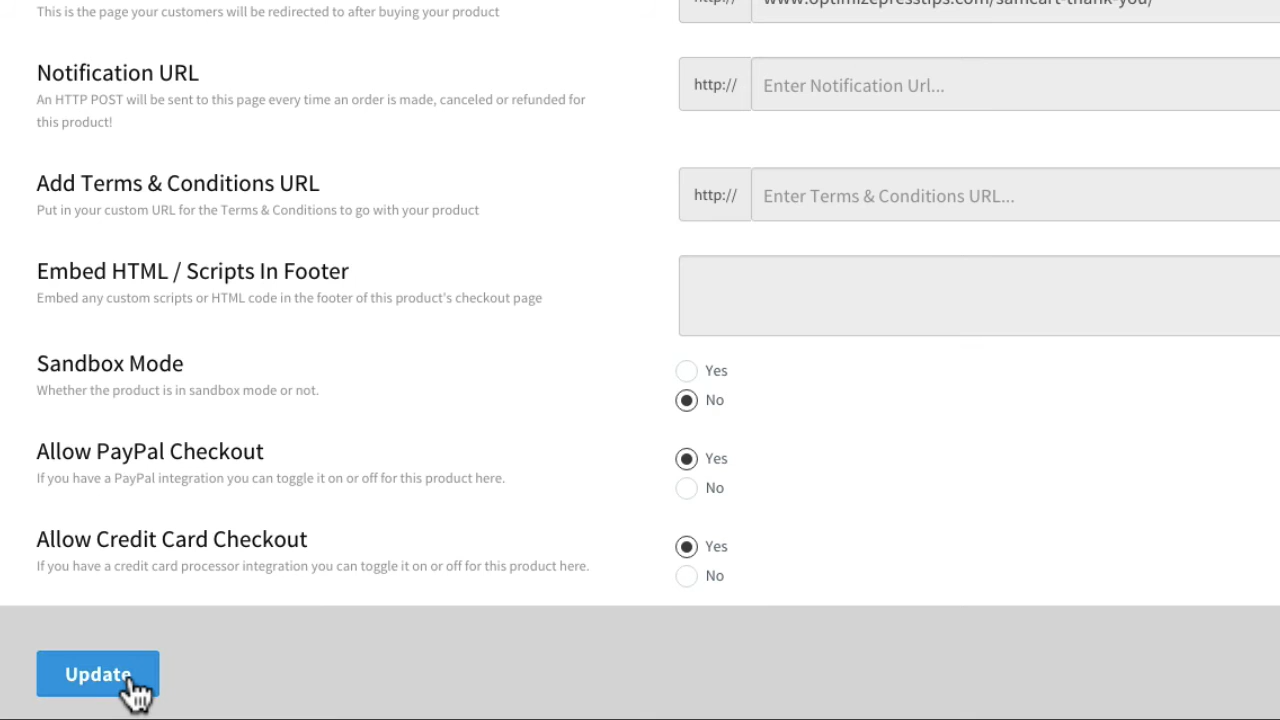 This is the page your customers will be redirected to after buying your product
http://
www.optimizepresstips.com/samcart-thank-you/
Notification URL
An HTTP POST will be sent to this page every time an order is made, canceled or refunded for
this product!
http://
Enter Notification Url...
Add Terms & Conditions URL
Put in your custom URL for the Terms & Conditions to go with your product
http://
Enter Terms & Conditions URL...
Embed HTML / Scripts In Footer
Embed any custom scripts or HTML code in the footer of this product's checkout page
Sandbox Mode
Whether the product is in sandbox mode or not.
Yes
No
Allow PayPal Checkout
If you have a PayPal integration you can toggle it on or off for this product here.
Yes
No
Allow Credit Card Checkout
If you have a credit card processor integration you can toggle it on or off for this product here.
Yes
No
Update